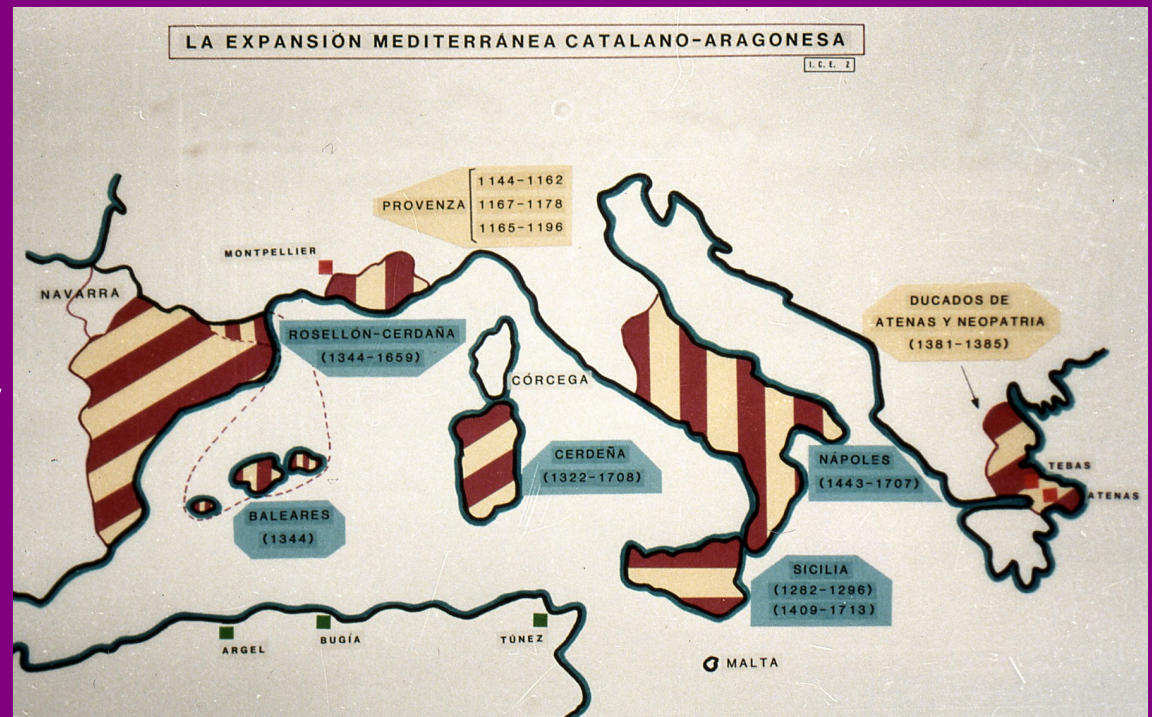 LA EXPANSIÓN MEDITERRÁNEA CATALANO-ARAGONESA
I.C.E. Z
PROVENZA
1144-1162
1167-1178
1165-1196
MONTPELLIER
NAVARRA
ROSELLÓN-CERDAÑA
(1344-1659)
DUCADOS DE
ATENAS Y NEOPATRIA
(1381-1385)
CÓRCEGA
CERDEÑA
(1322-1708)
NÁPOLES
(1443-1707)
TEBAS
ATENAS
BALEARES
(1344)
SICILIA
(1282-1296)
(1409-1713)
ARGEL
BUGÍA
TÚNEZ
MALTA